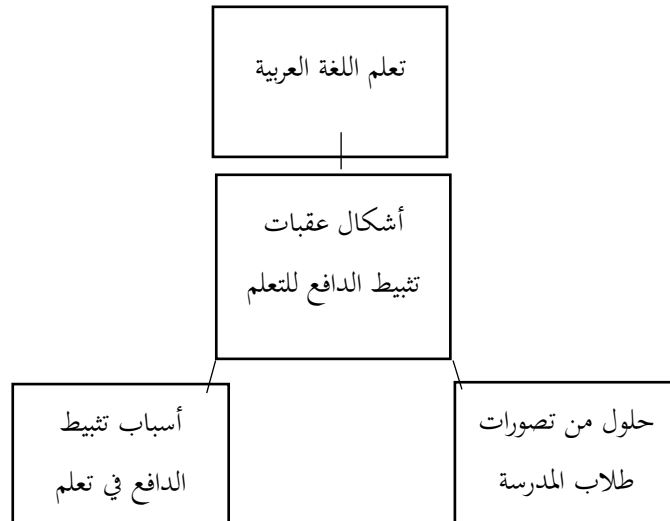 تعلم اللغة العربية
أشكال عقبات
تثبيط الدافع للتعلم
حلول من تصورات
طلاب المدرسة
أسباب تثبيط
الدافع في تعلم